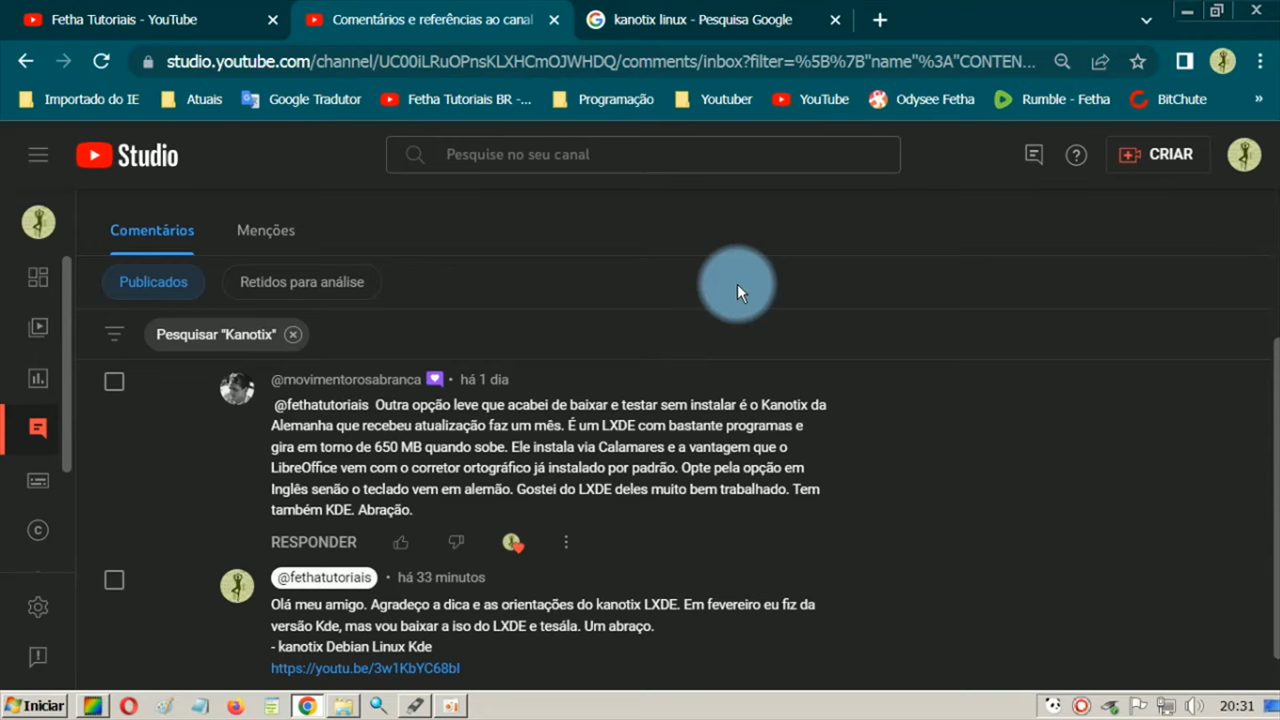 Fetha Tutoriais - YouTube
Comentários e referências ao canal
kanotix linux - Pesquisa Google
studio.youtube.com/channel/UC00iLRuOPnsKLXHCmOJWHDQ/comments/inbox?filter=%5B%7B"name"%3A"CONTEN...
Importado do IE
Atuais
Google Tradutor
Fetha Tutoriais BR -...
Programação
Youtuber
YouTube
Odysee Fetha
Rumble - Fetha
BitChute
»
Studio
Pesquise no seu canal
CRIAR
Comentários
Menções
Publicados
Retidos para análise
Pesquisar "Kanotix"
@movimentorosabranca • há 1 dia
@fethatutoriais Outra opção leve que acabei de baixar e testar sem instalar é o Kanotix da
Alemanha que recebeu atualização faz um mês. É um LXDE com bastante programas e
gira em torno de 650 MB quando sobe. Ele instala via Calamares e a vantagem que o
LibreOffice vem com o corretor ortográfico já instalado por padrão. Opte pela opção em
Inglês senão o teclado vem em alemão. Gostei do LXDE deles muito bem trabalhado. Tem
também KDE. Abração.
RESPONDER
@fethatutoriais • há 33 minutos
Olá meu amigo. Agradeço a dica e as orientações do kanotix LXDE. Em fevereiro eu fiz da
versão Kde, mas vou baixar a iso do LXDE e tesála. Um abraço.
- kanotix Debian Linux Kde
https://youtu.be/3w1KbYC68bI
Iniciar
20:31